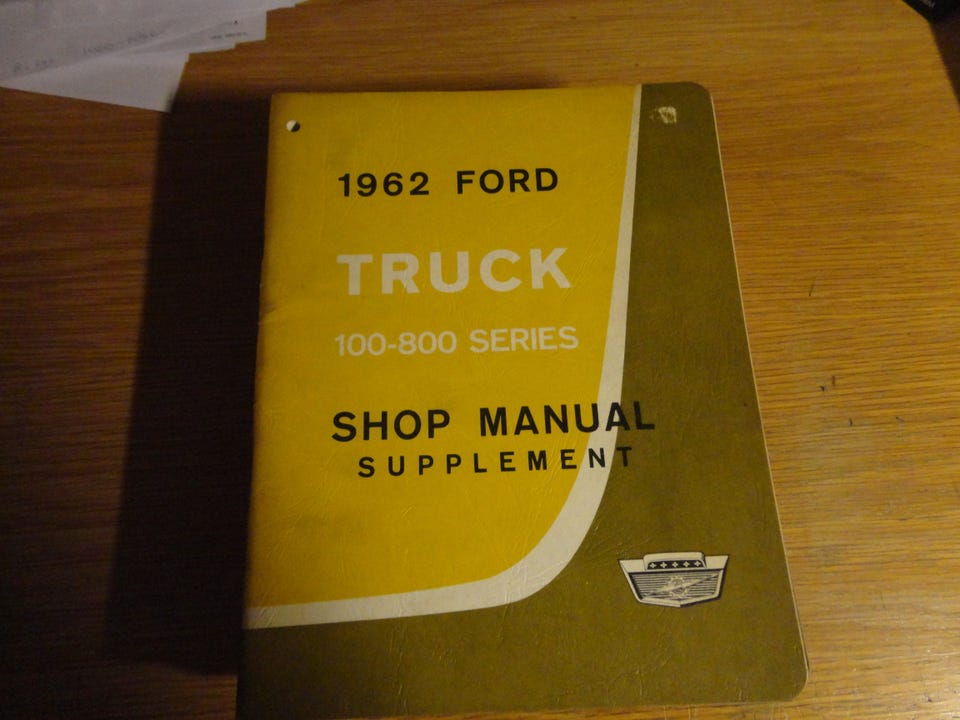 1962 FORD
TRUCK
100-800 SERIES
SHOP MANUAL
SUPPLEMENT